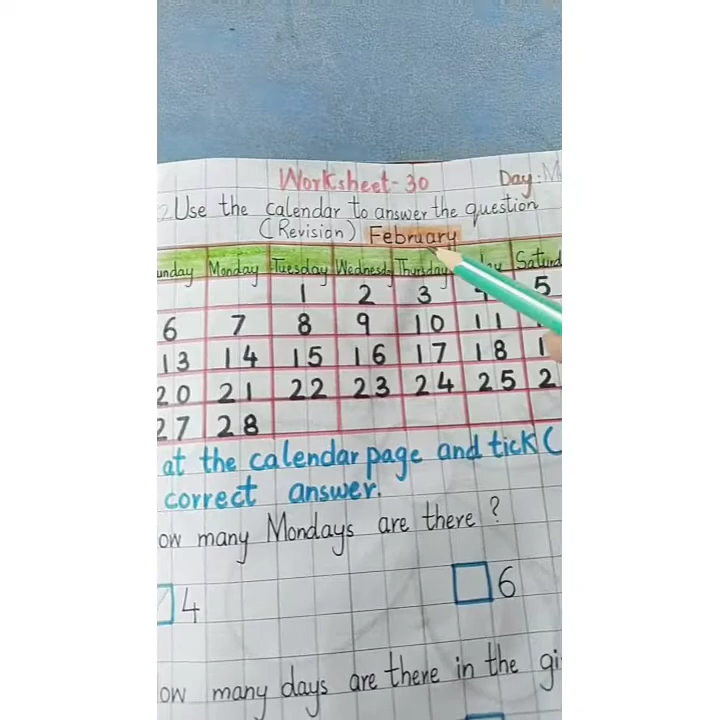 Worksheet-30 Day:
Use the calendar to answer the question
(Revision) February
Monday Tuesday Thursday
1 2 3 5
6 7 8 9 10 11
13 14 15 16 17 18
20 21 22 23 24 25
27 28
at the calendar page and tick (
correct answer.
many Mondays are there ?
4 6
many days are there in the